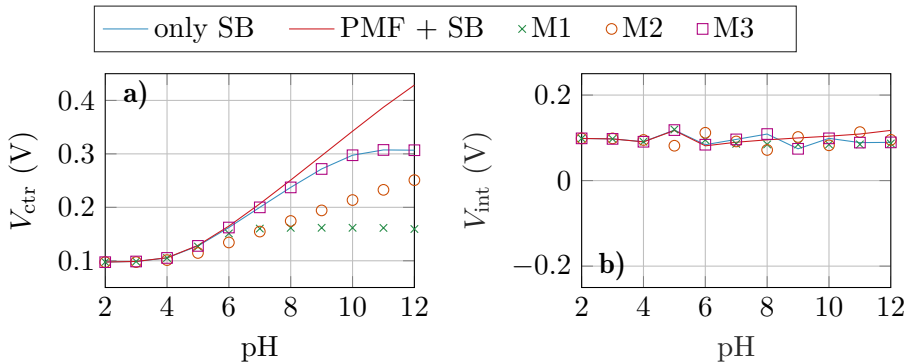 only SB PMF + SB M1 M2 M3
a)
0.4
0.3
0.2
0.1
V_ctr (V)
2 4 6 8 10 12
pH
b)
0.2
0
−0.2
V_int (V)
2 4 6 8 10 12
pH